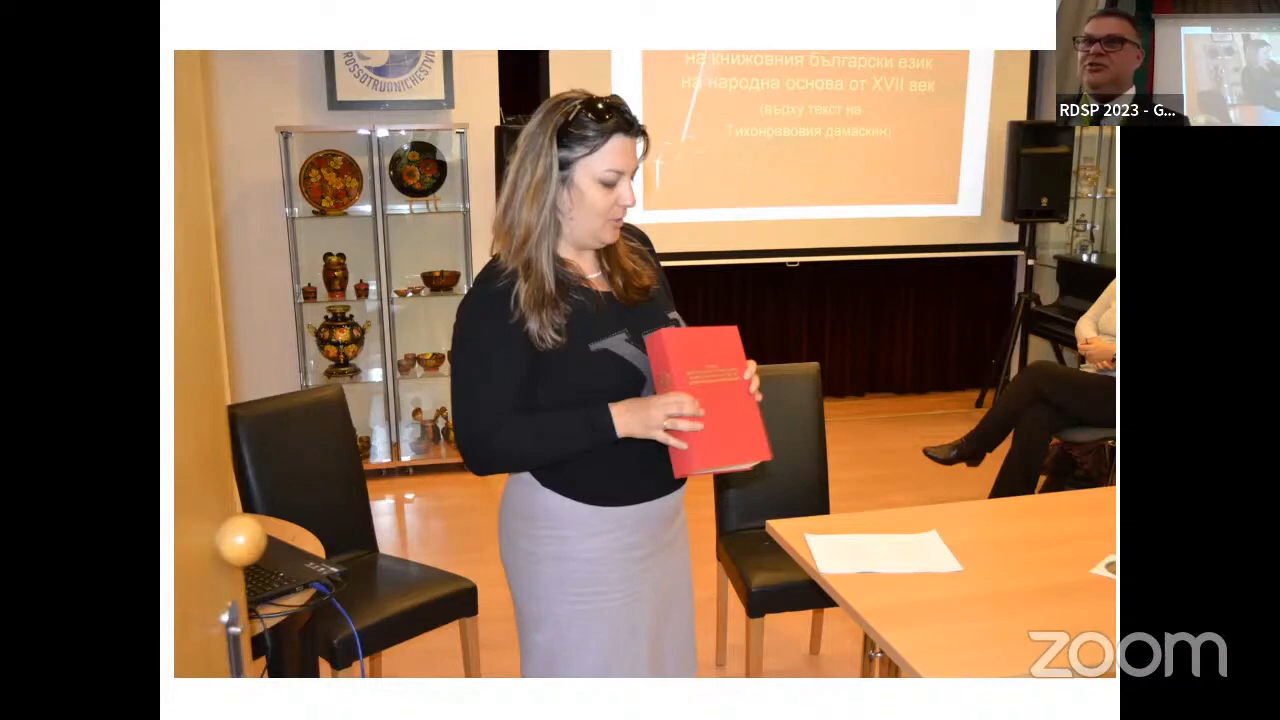 ROSSOTRUDNICHESTVO
на книжовния български език
на народна основа от XVII век
(върху текст на
Тихонравовия дамаскин)
RDSP 2023 - G...
zoom